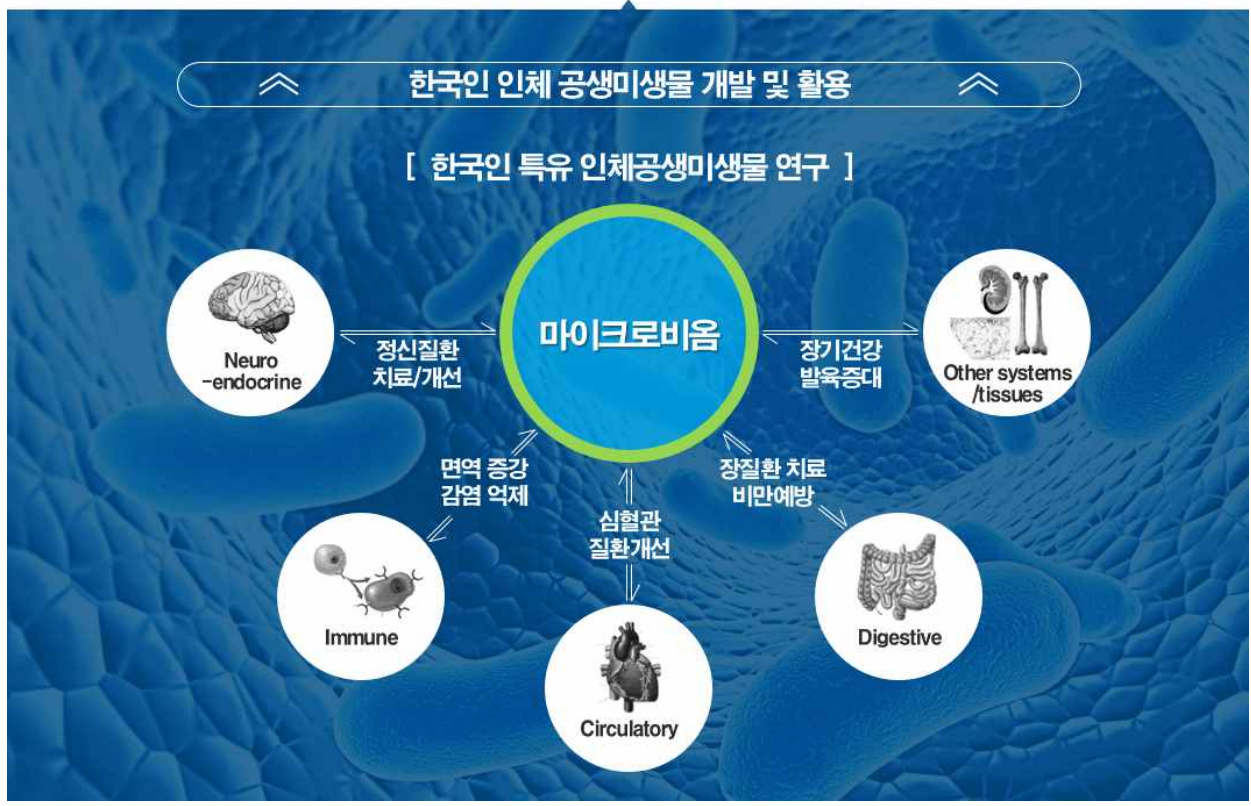 한국인 인체 공생미생물 개발 및 활용
[ 한국인 특유 인체공생미생물 연구 ]
마이크로비옴
Neuro
-endocrine
정신질환
치료/개선
장기건강
발육증대
Other systems
/tissues
면역 증강
감염 억제
심혈관
질환개선
장질환 치료
비만예방
Immune
Circulatory
Digestive